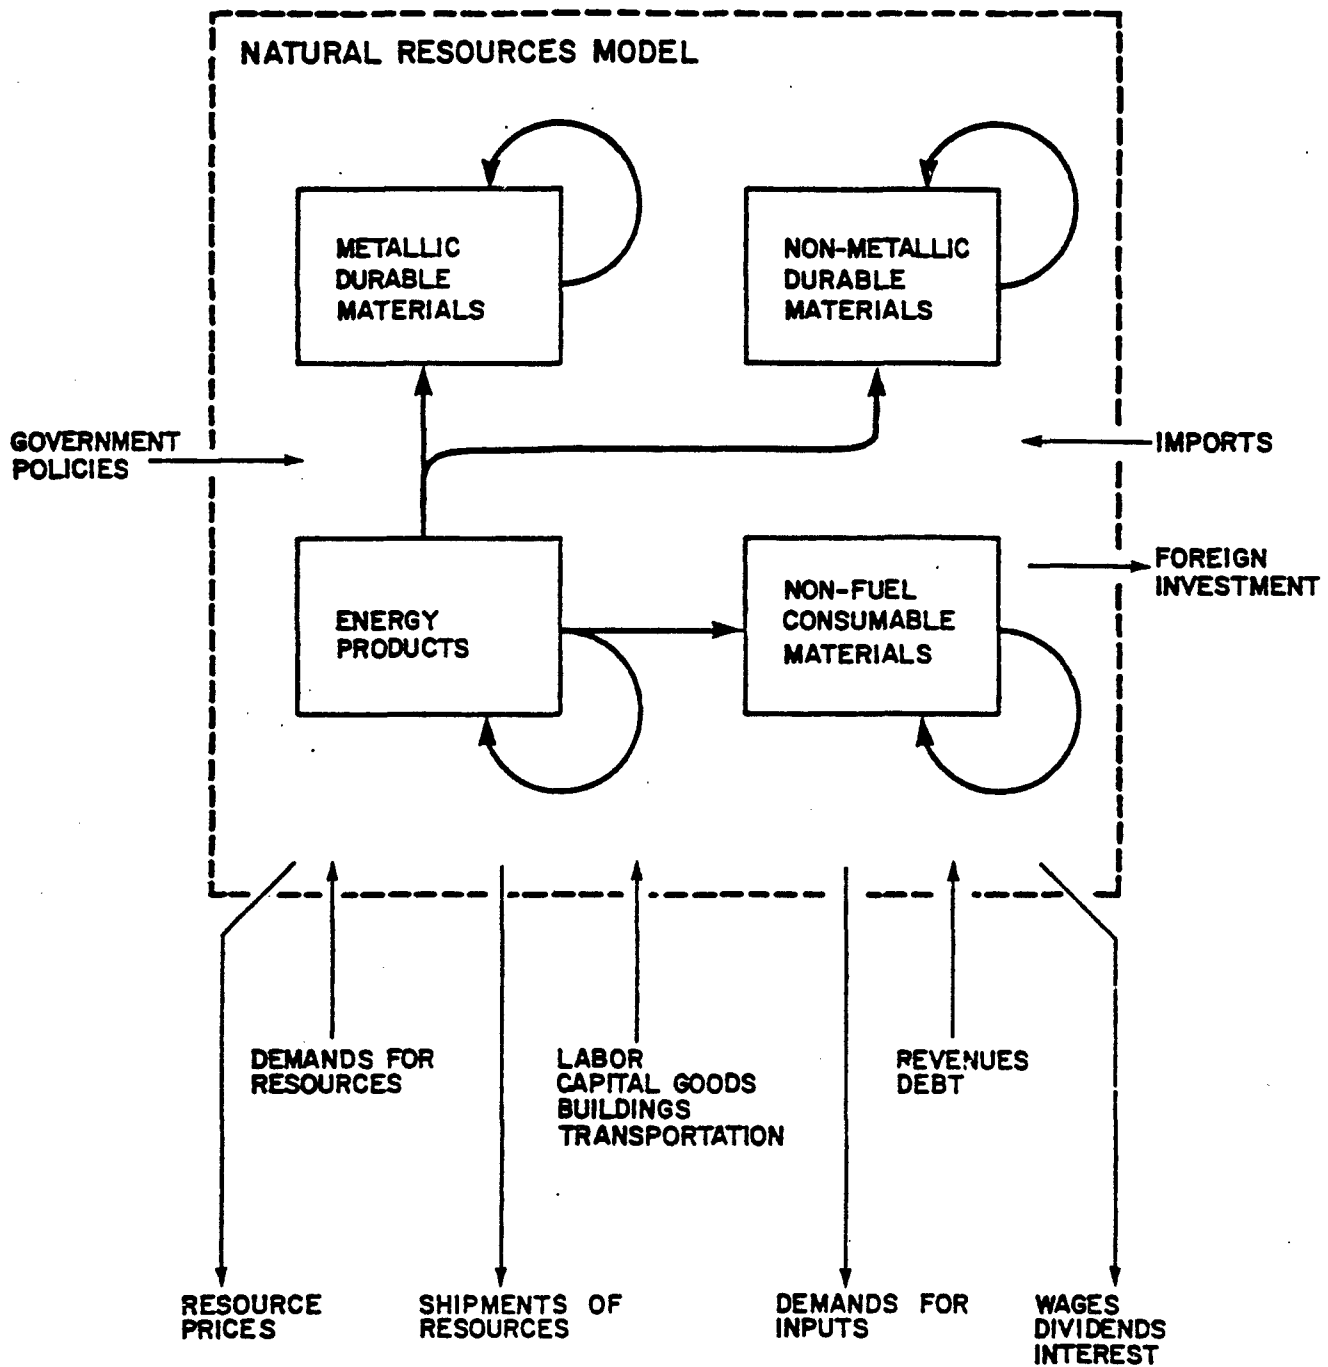 NATURAL RESOURCES MODEL
METALLIC
DURABLE
MATERIALS
NON-METALLIC
DURABLE
MATERIALS
GOVERNMENT
POLICIES
IMPORTS
FOREIGN
INVESTMENT
ENERGY
PRODUCTS
NON-FUEL
CONSUMABLE
MATERIALS
DEMANDS FOR
RESOURCES
LABOR
CAPITAL GOODS
BUILDINGS
TRANSPORTATION
REVENUES
DEBT
RESOURCE
PRICES
SHIPMENTS OF
RESOURCES
DEMANDS FOR
INPUTS
WAGES
DIVIDENDS
INTEREST